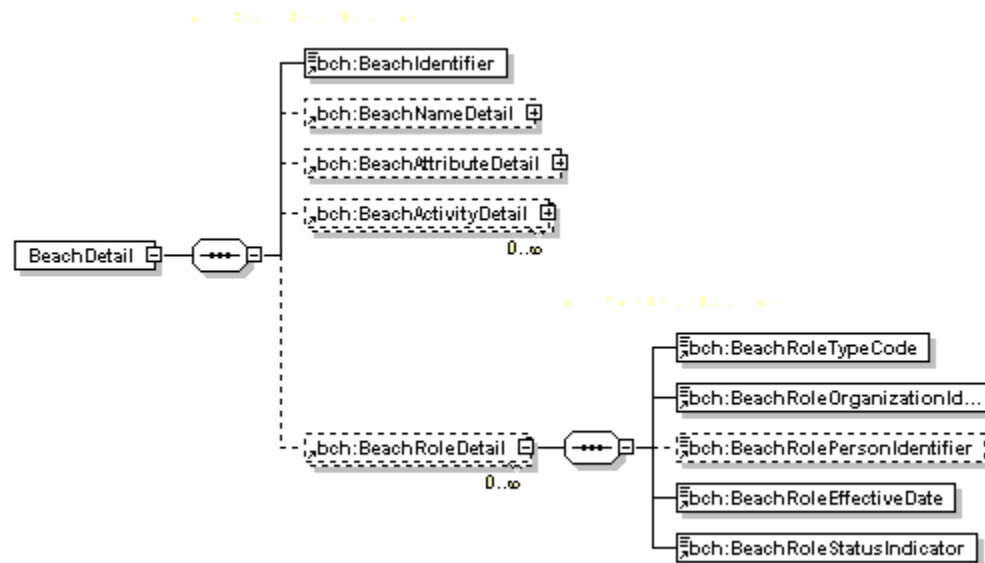 bch:BeachIdentifier
bch:BeachNameDetail
bch:BeachAttributeDetail
bch:BeachActivityDetail
0..∞
BeachDetail
bch:BeachRoleTypeCode
bch:BeachRoleOrganizationId...
bch:BeachRoleDetail
0..∞
bch:BeachRolePersonIdentifier
bch:BeachRoleEffectiveDate
bch:BeachRoleStatusIndicator